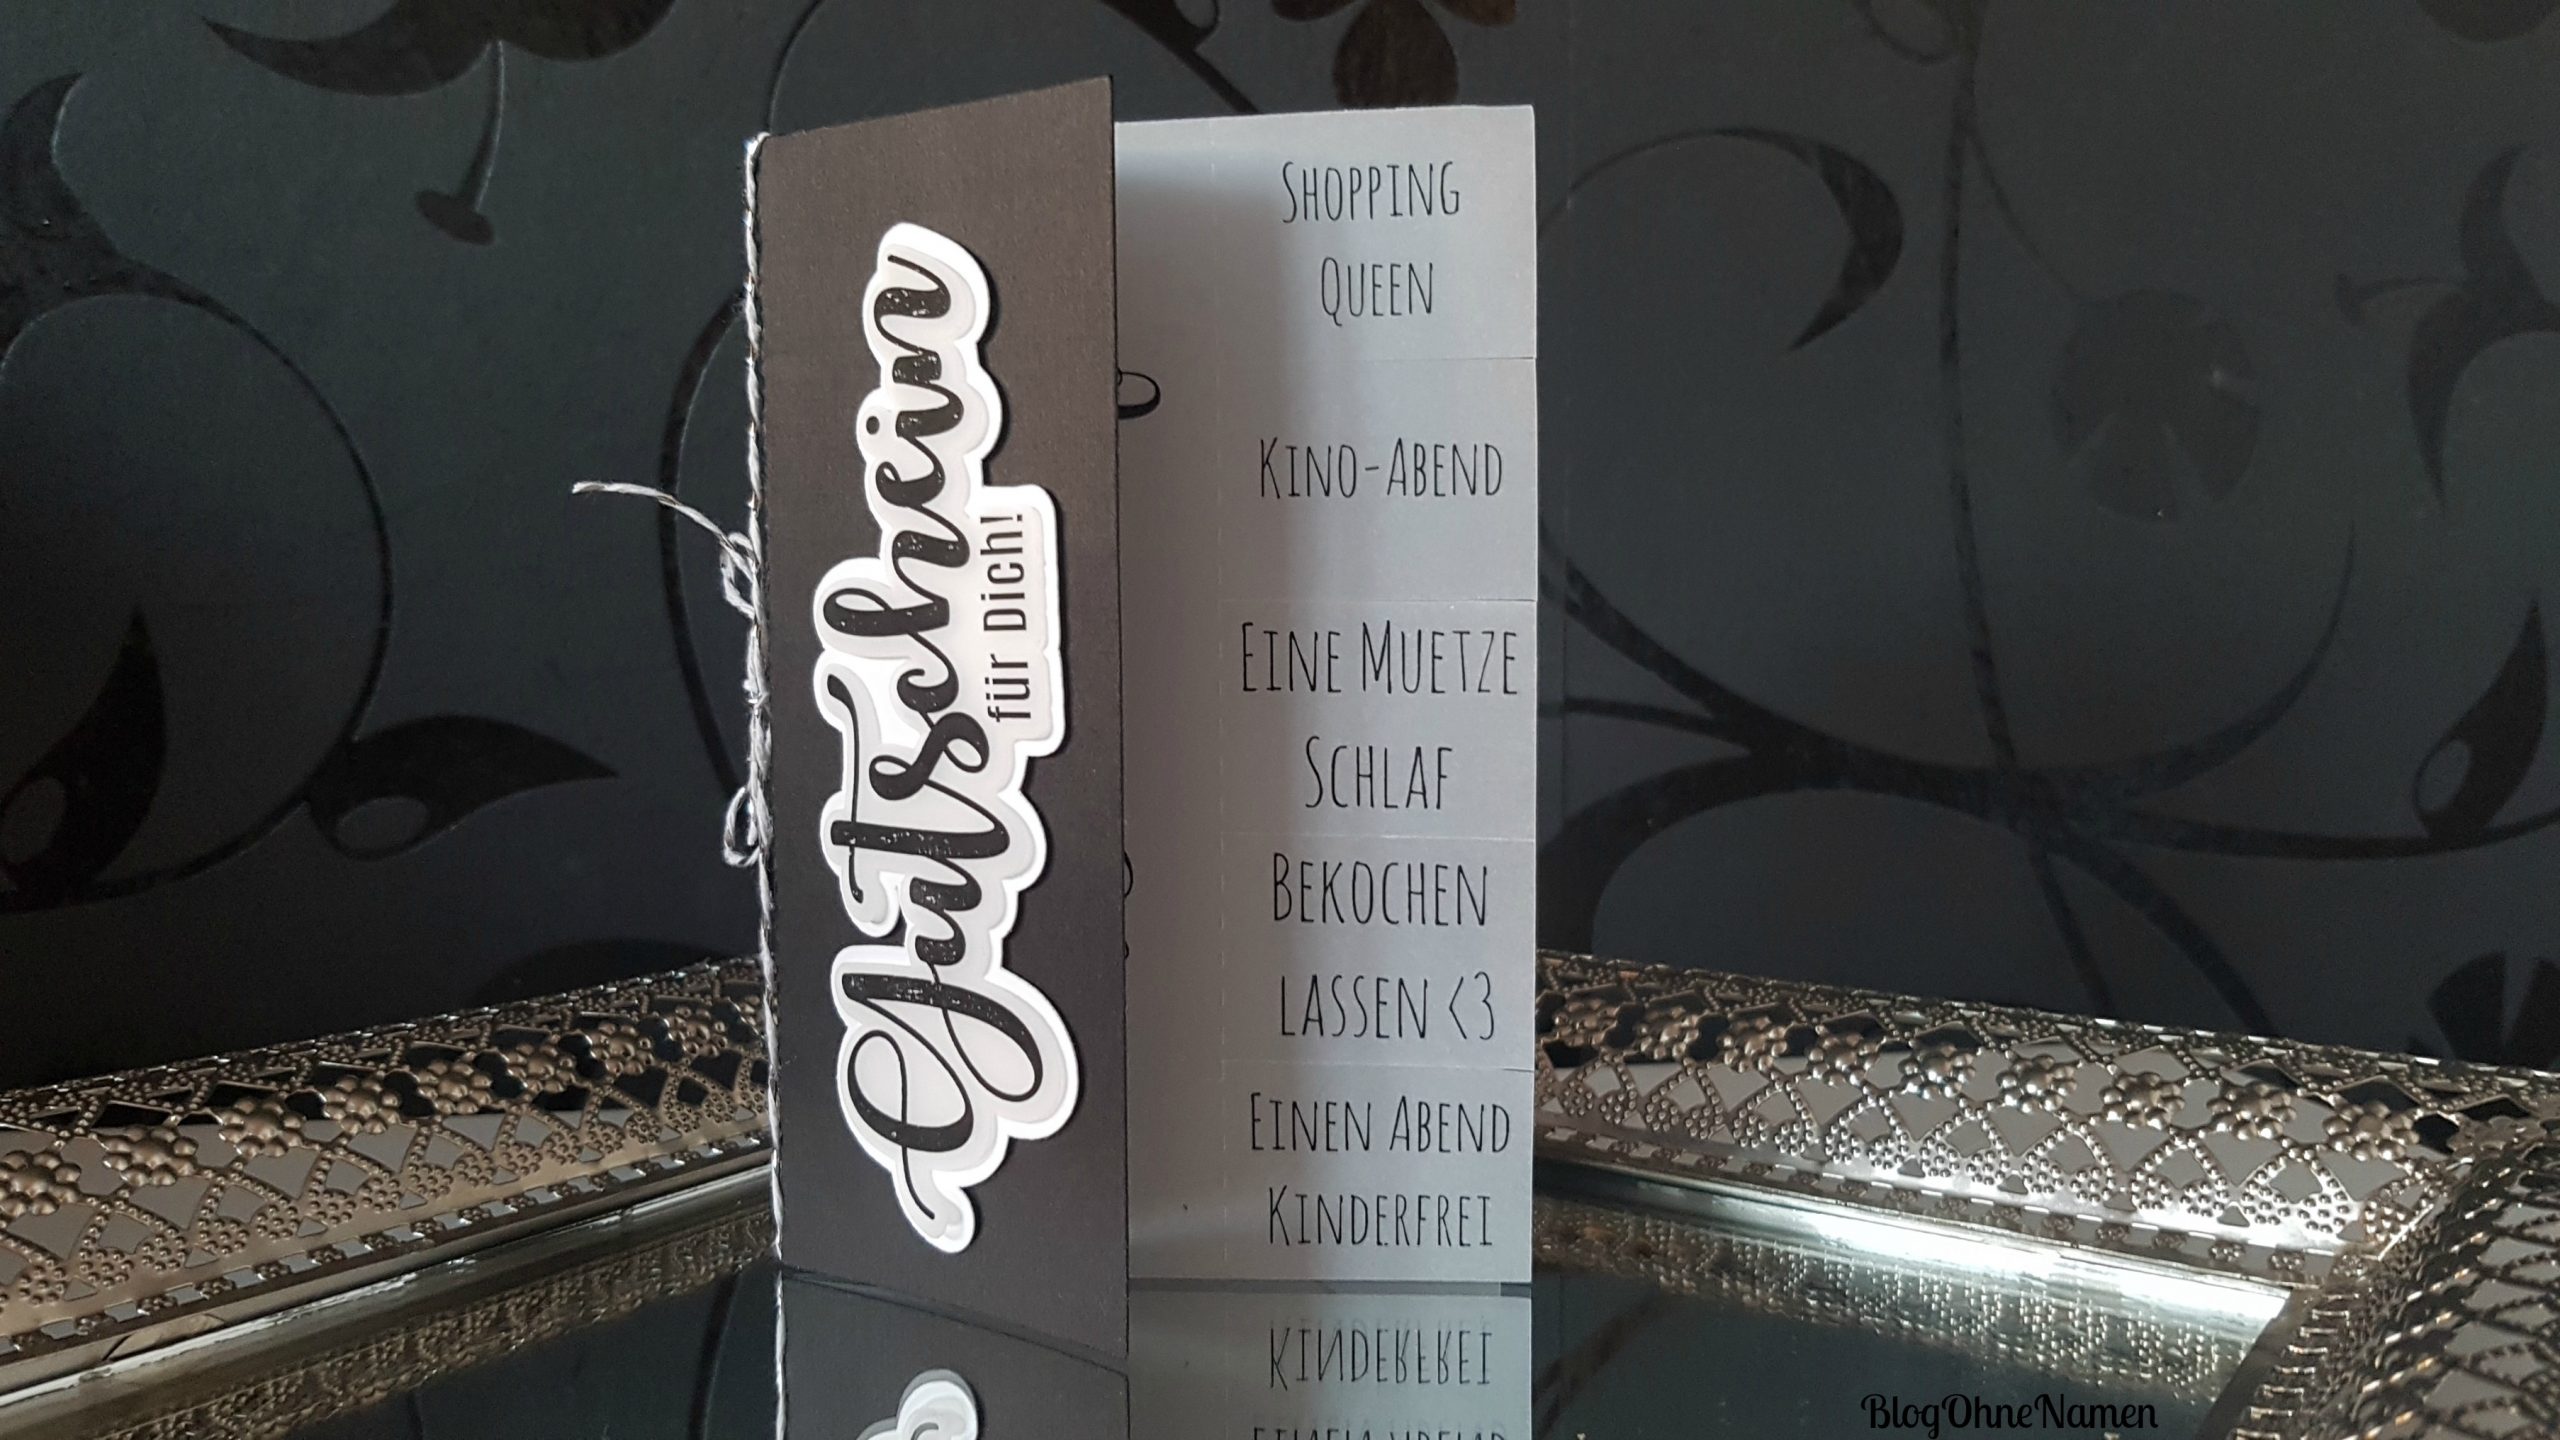 Gutschein
für Dich!
Shopping
Queen
Kino-Abend
Eine Muetze
Schlaf
Bekochen
lassen <3
Einen Abend
Kinderfrei
BlogOhneNamen